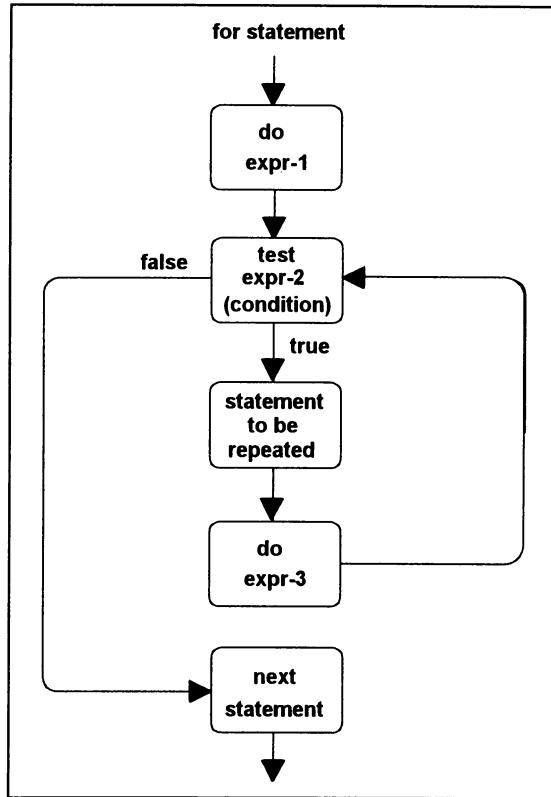 for statement
do
expr-1
test
expr-2
(condition)
false
true
statement
to be
repeated
do
expr-3
next
statement